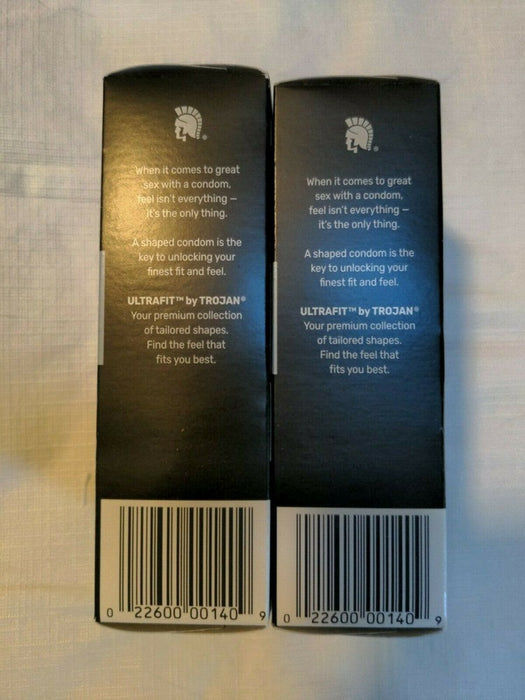 When it comes to great
sex with a condom,
feel isn't everything —
it's the only thing.
A shaped condom is the
key to unlocking your
finest fit and feel.
ULTRAFIT™ by TROJAN®
Your premium collection
of tailored shapes.
Find the feel that
fits you best.
0 22600 00140 9
When it comes to great
sex with a condom,
feel isn't everything —
it's the only thing.
A shaped condom is the
key to unlocking your
finest fit and feel.
ULTRAFIT™ by TROJAN®
Your premium collection
of tailored shapes.
Find the feel that
fits you best.
0 22600 00140 9